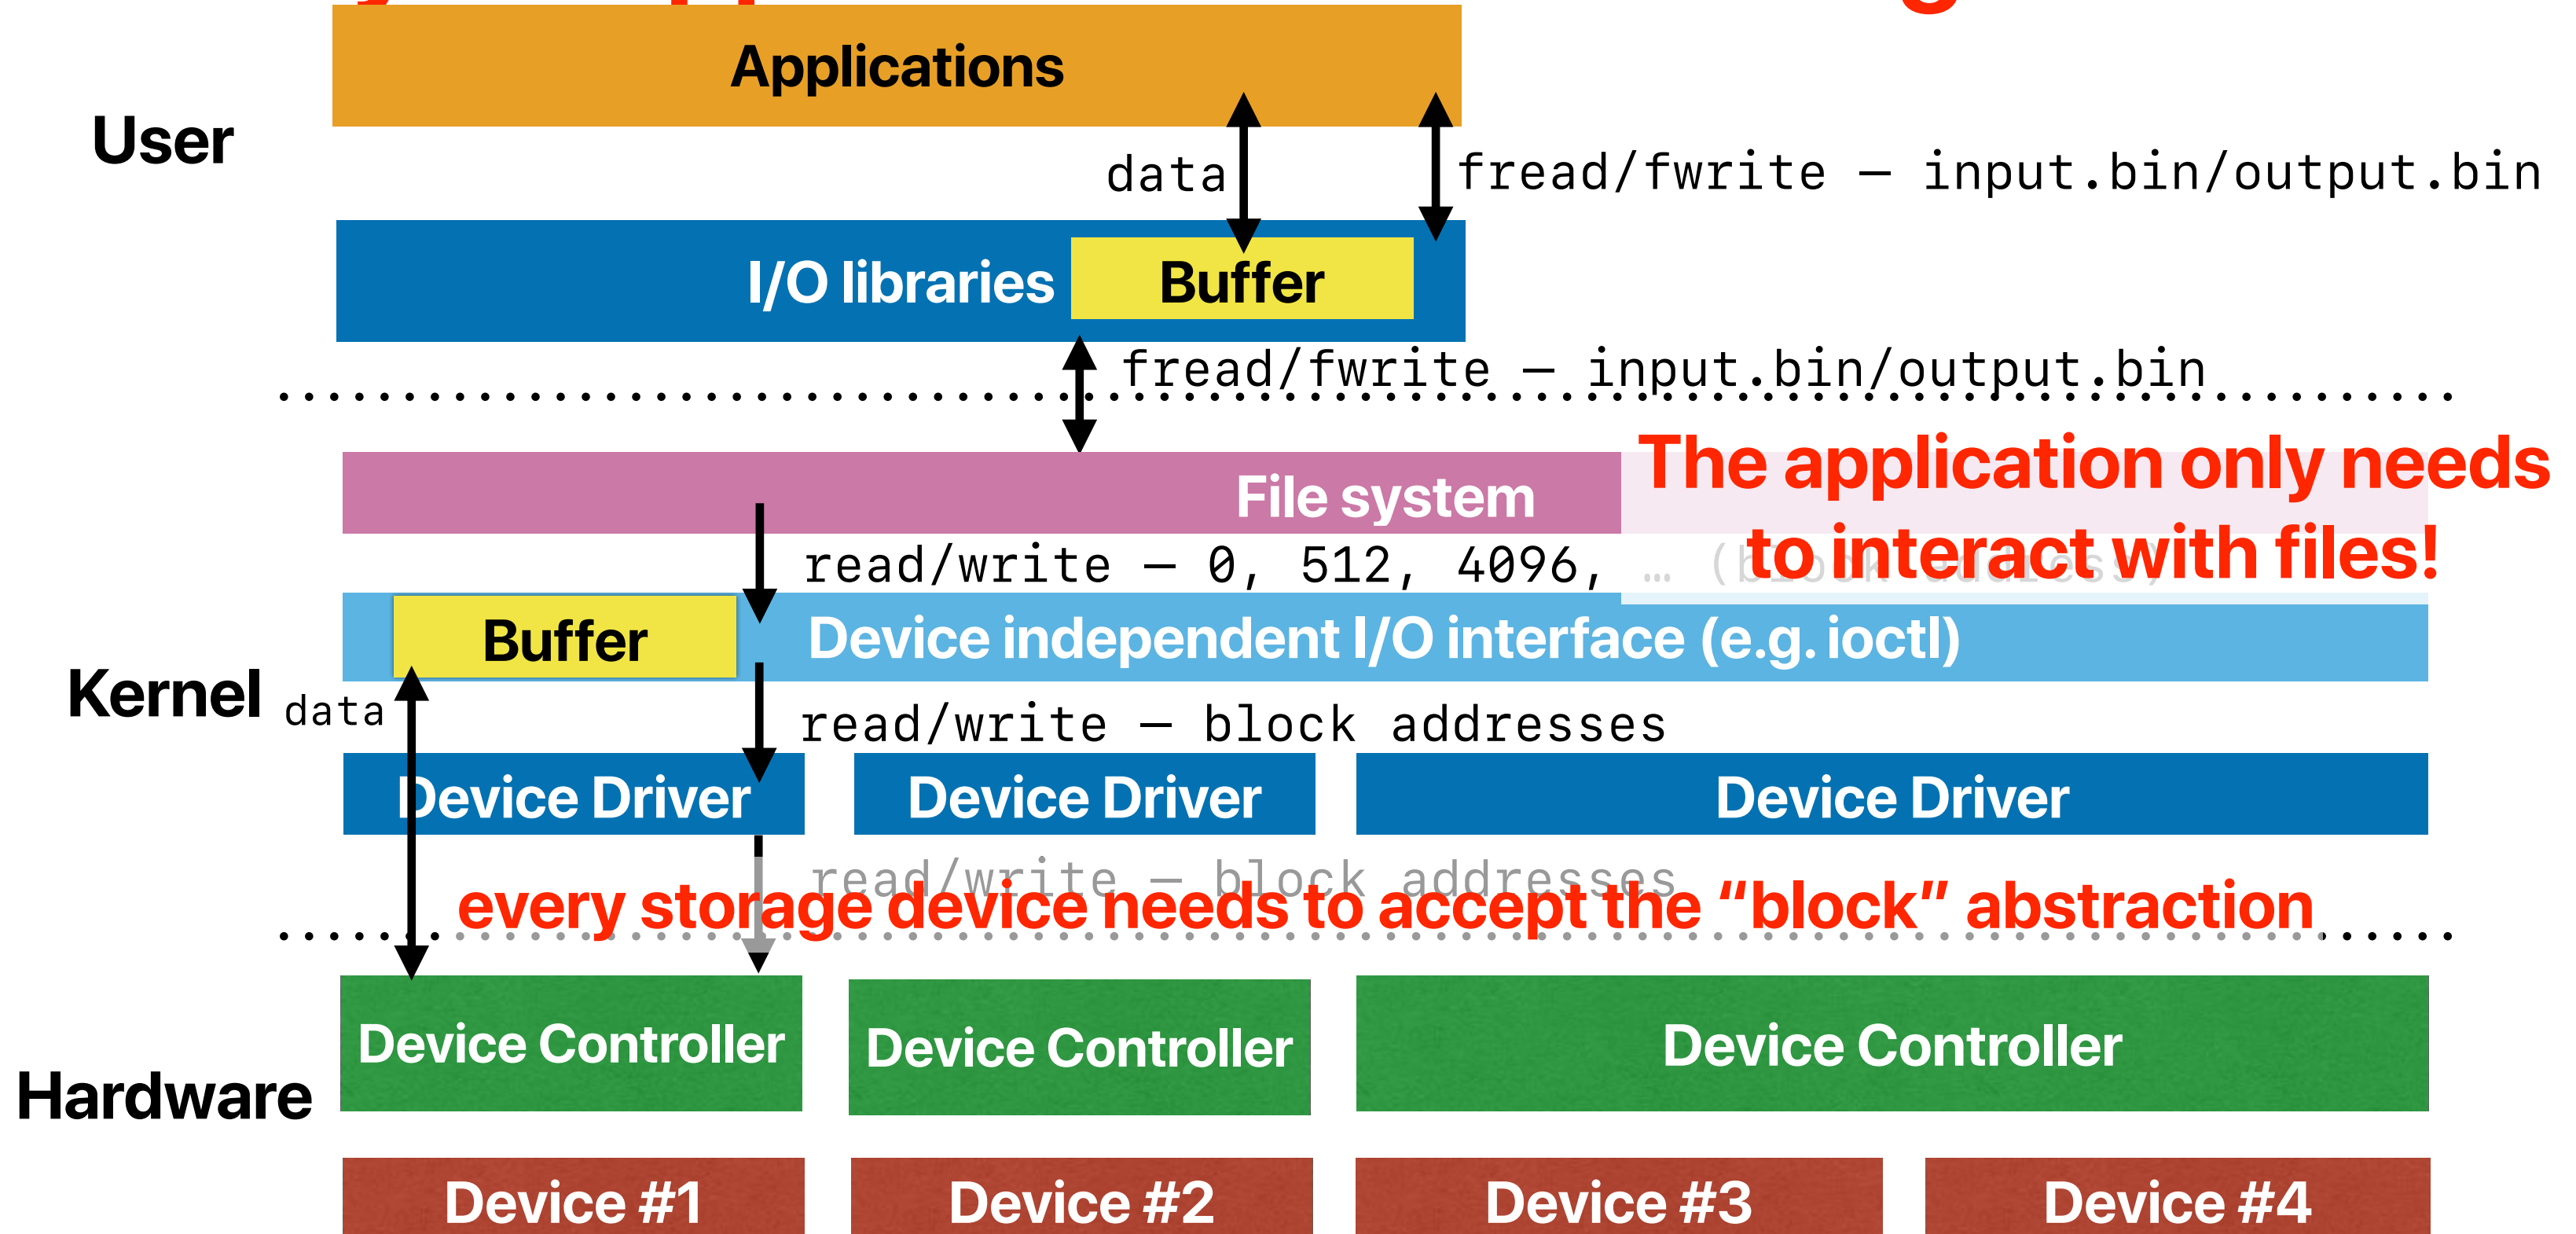 Applications
User
data
fread/fwrite — input.bin/output.bin
I/O libraries
Buffer
fread/fwrite — input.bin/output.bin
The application only needs
to interact with files!
File system
read/write — 0, 512, 4096, … (block address)
Buffer
Device independent I/O interface (e.g. ioctl)
Kernel
data
read/write — block addresses
Device Driver
Device Driver
Device Driver
read/write — block addresses
every storage device needs to accept the “block” abstraction
Device Controller
Device Controller
Device Controller
Hardware
Device #1
Device #2
Device #3
Device #4